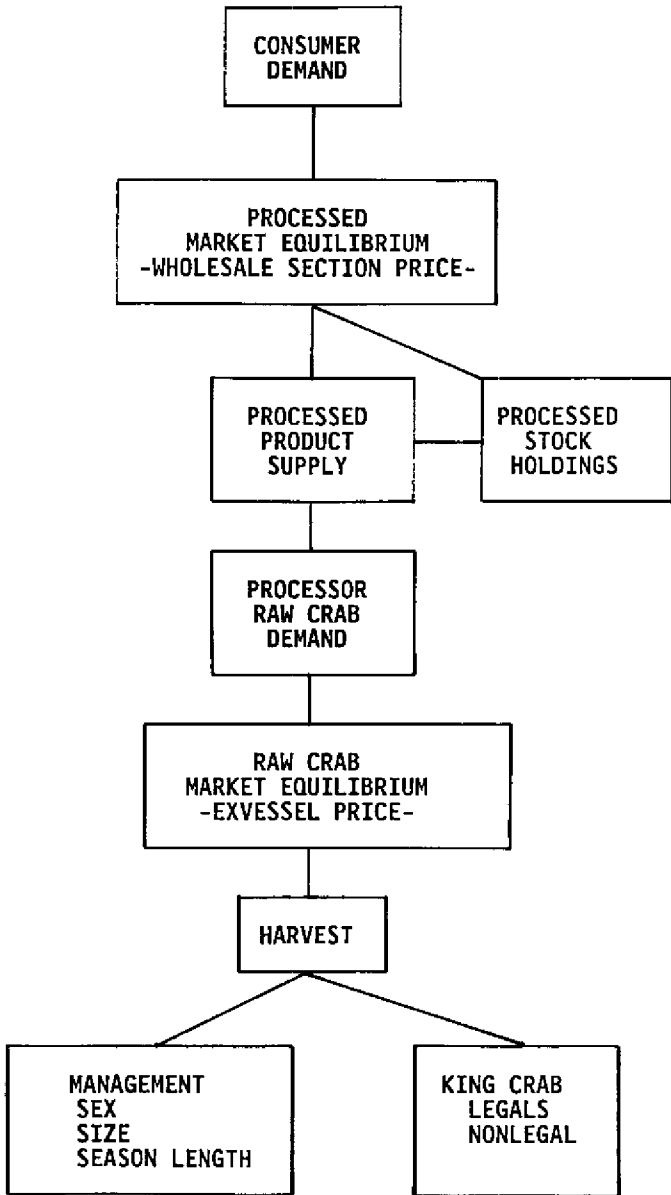 CONSUMER
DEMAND
PROCESSED
MARKET EQUILIBRIUM
-WHOLESALE SECTION PRICE-
PROCESSED
PRODUCT
SUPPLY
PROCESSED
STOCK
HOLDINGS
PROCESSOR
RAW CRAB
DEMAND
RAW CRAB
MARKET EQUILIBRIUM
-EXVESSEL PRICE-
HARVEST
MANAGEMENT
SEX
SIZE
SEASON LENGTH
KING CRAB
LEGALS
NONLEGAL